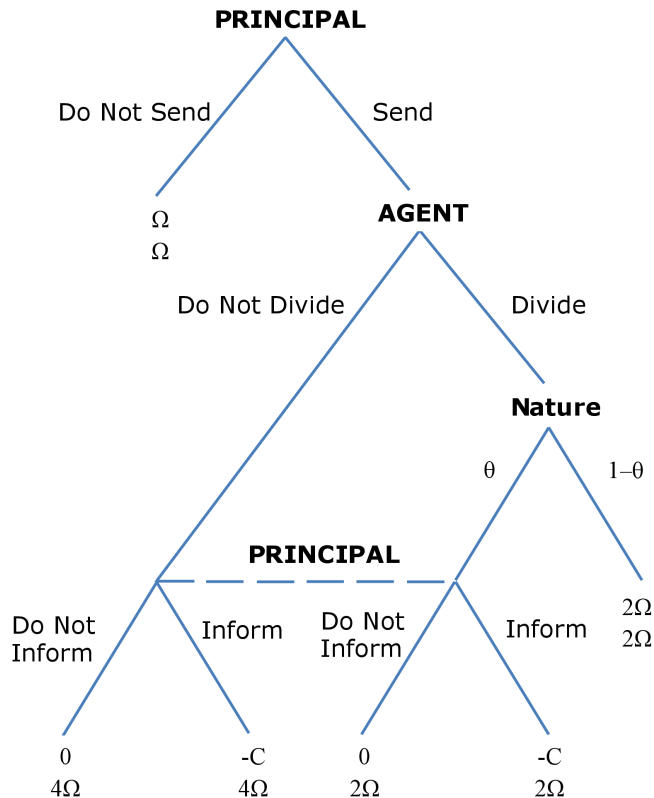 PRINCIPAL
Do Not Send
Send
Ω
Ω
AGENT
Do Not Divide
Divide
Nature
θ
1–θ
PRINCIPAL
Do Not
Inform
Inform
Do Not
Inform
Inform
2Ω
2Ω
0
4Ω
-C
4Ω
0
2Ω
-C
2Ω